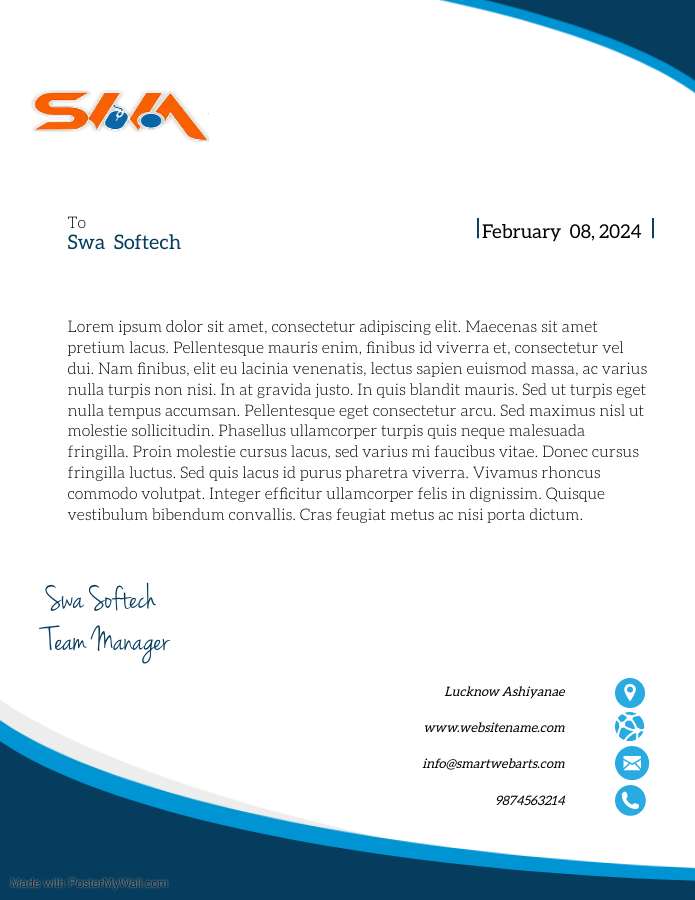 SWA
To
Swa Softech
February 08, 2024
Lorem ipsum dolor sit amet, consectetur adipiscing elit. Maecenas sit amet
pretium lacus. Pellentesque mauris enim, finibus id viverra et, consectetur vel
dui. Nam finibus, elit eu lacinia venenatis, lectus sapien euismod massa, ac varius
nulla turpis non nisi. In at gravida justo. In quis blandit mauris. Sed ut turpis eget
nulla tempus accumsan. Pellentesque eget consectetur arcu. Sed maximus nisl ut
molestie sollicitudin. Phasellus ullamcorper turpis quis neque malesuada
fringilla. Proin molestie cursus lacus, sed varius mi faucibus vitae. Donec cursus
fringilla luctus. Sed quis lacus id purus pharetra viverra. Vivamus rhoncus
commodo volutpat. Integer efficitur ullamcorper felis in dignissim. Quisque
vestibulum bibendum convallis. Cras feugiat metus ac nisi porta dictum.
Swa Softech
Team Manager
Lucknow Ashiyanae
www.websitename.com
info@smartwebarts.com
9874563214
Made with PosterMyWall.com